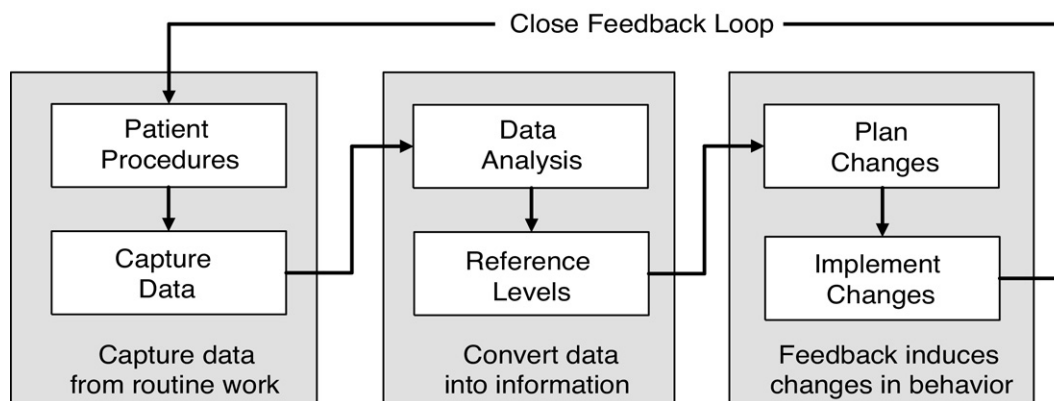 Close Feedback Loop
Patient
Procedures
Capture
Data
Capture data
from routine work
Data
Analysis
Reference
Levels
Convert data
into information
Plan
Changes
Implement
Changes
Feedback induces
changes in behavior